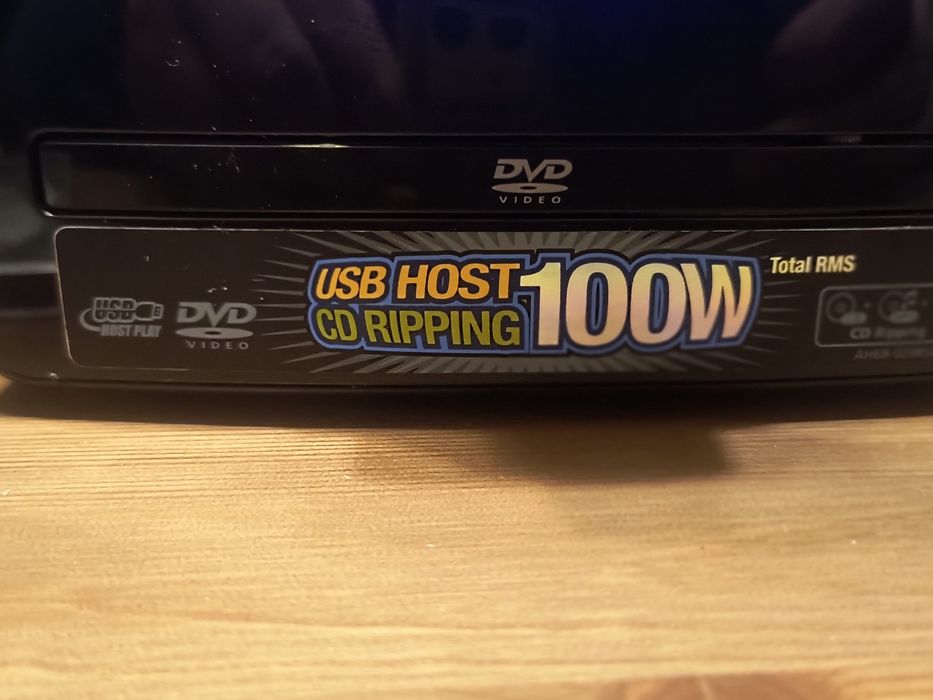 DVD
VIDEO
USB
HOST PLAY
DVD
VIDEO
USB HOST
CD RIPPING
100W
Total RMS
CD Ripping